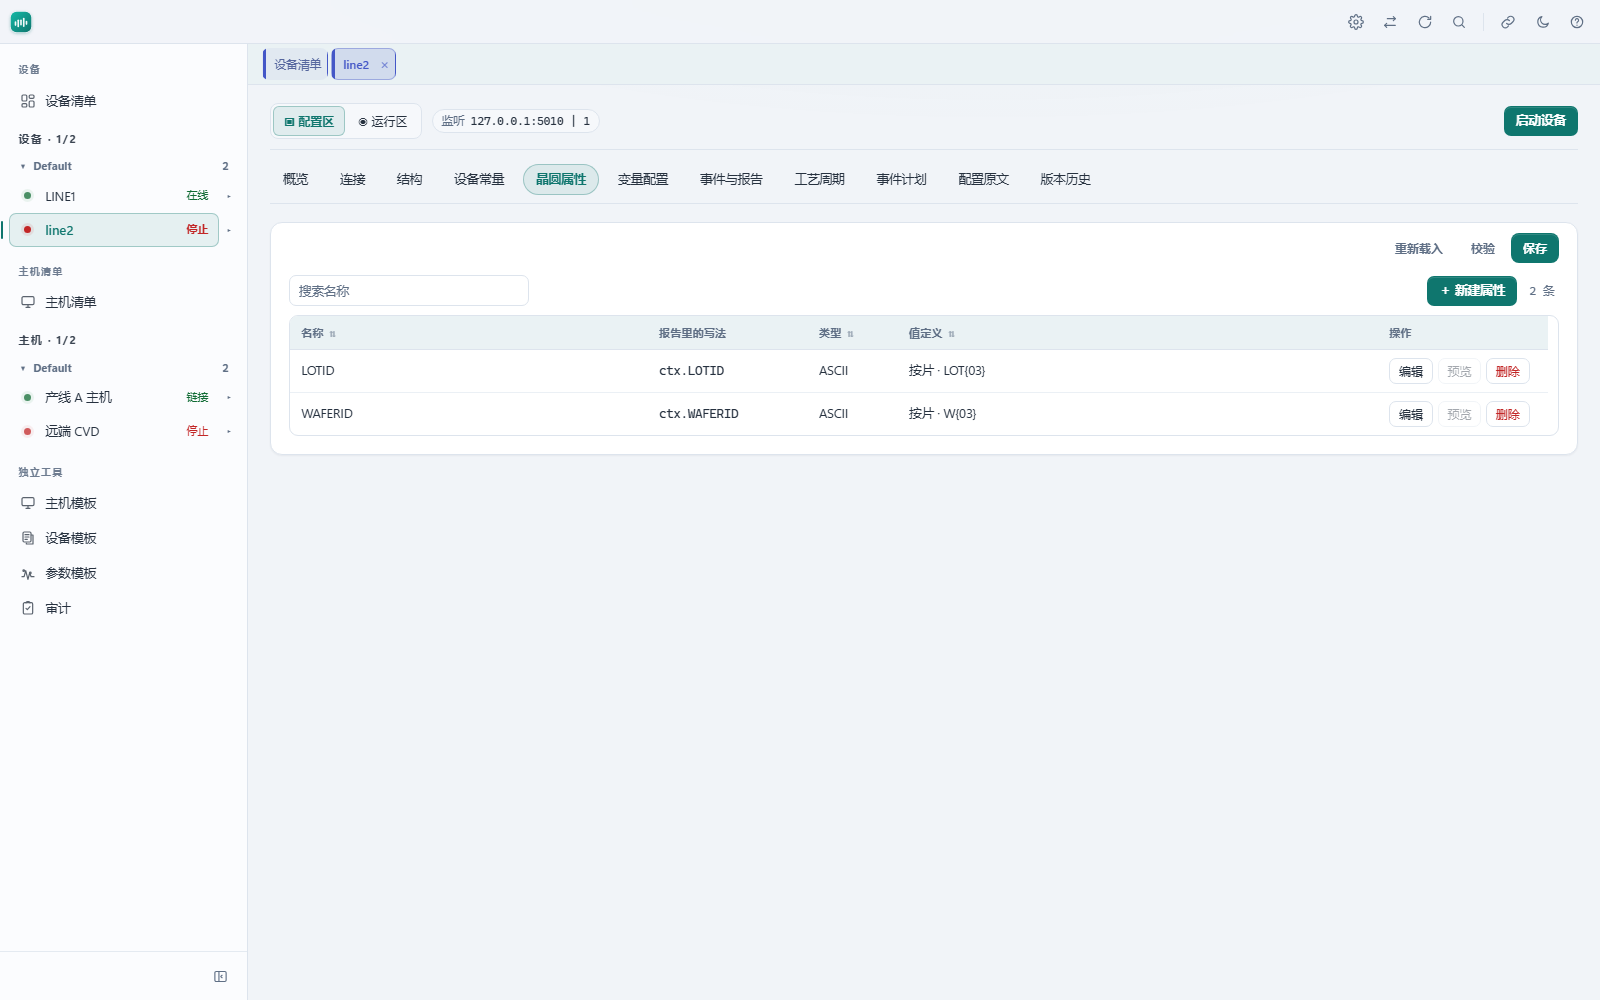 设备
设备清单
设备 · 1/2
Default 2
LINE1 在线
line2 停止
主机清单
主机清单
主机 · 1/2
Default 2
产线 A 主机 链接
远端 CVD 停止
独立工具
主机模板
设备模板
参数模板
审计
设备清单 line2 ×
配置区 运行区 监听 127.0.0.1:5010 | 1 启动设备
概览 连接 结构 设备常量 晶圆属性 变量配置 事件与报告 工艺周期 事件计划 配置原文 版本历史
重新载入 校验 保存
搜索名称 + 新建属性 2 条
名称 报告里的写法 类型 值定义 操作
LOTID ctx.LOTID ASCII 按片 · LOT{03} 编辑 预览 删除
WAFERID ctx.WAFERID ASCII 按片 · W{03} 编辑 预览 删除